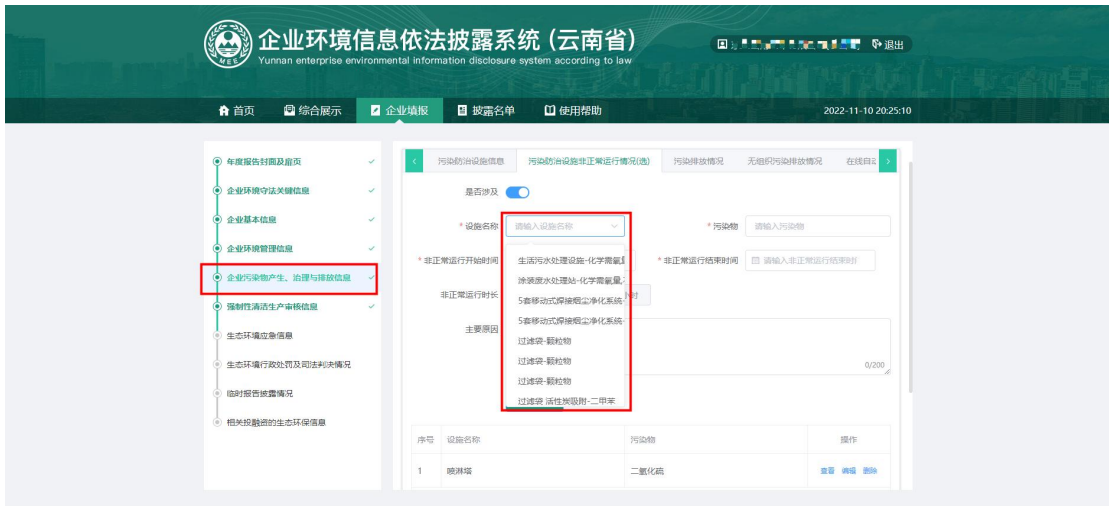 企业环境信息依法披露系统 (云南省)
Yunnan enterprise environmental information disclosure system according to law
MEE
退出
首页 综合展示 企业填报 披露名单 使用帮助 2022-11-10 20:25:10
年度报告封面及扉页
企业环境守法关键信息
企业基本信息
企业环境管理信息
企业污染物产生、治理与排放信息
强制性清洁生产审核信息
生态环境应急信息
生态环境行政处罚及司法判决情况
临时报告披露情况
相关投融资的生态环保信息
污染防治设施信息 污染防治设施非正常运行情况(选) 污染排放情况 无组织污染排放情况 在线自动
是否涉及
* 设施名称 请输入设施名称 * 污染物 请输入污染物
* 非正常运行开始时间 * 非正常运行结束时间 请输入非正常运行结束时
非正常运行时长 小时
主要原因
0/200
生活污水处理设施-化学需氧量
涂装废水处理站-化学需氧量,
5套移动式焊接烟尘净化系统-
5套移动式焊接烟尘净化系统-
过滤袋-颗粒物
过滤袋-颗粒物
过滤袋-颗粒物
过滤袋 活性炭吸附-二甲苯
序号 设施名称 污染物 操作
1 喷淋塔 二氧化硫 查看 编辑 删除